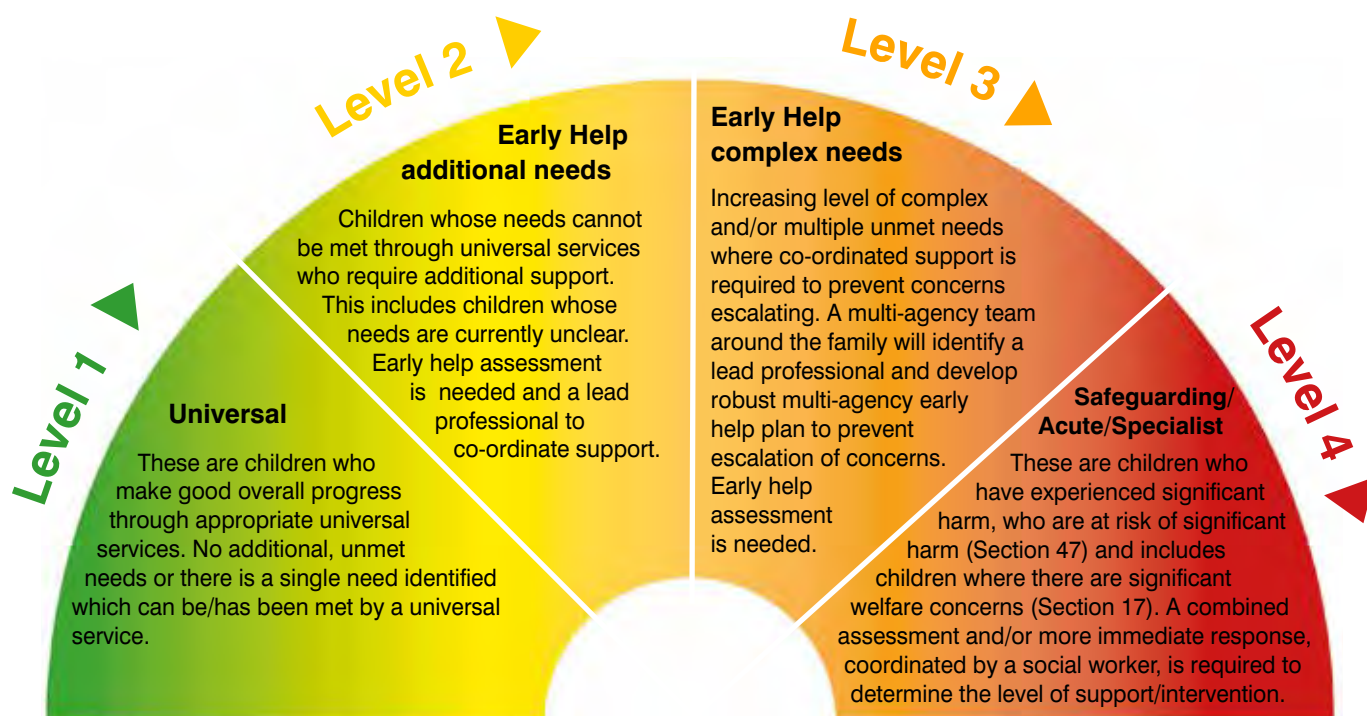 Level 1
Universal
These are children who
make good overall progress
through appropriate universal
services. No additional, unmet
needs or there is a single need identified
which can be/has been met by a universal
service.
Level 2
Early Help
additional needs
Children whose needs cannot
be met through universal services
who require additional support.
This includes children whose
needs are currently unclear.
Early help assessment
is needed and a lead
professional to
co-ordinate support.
Level 3
Early Help
complex needs
Increasing level of complex
and/or multiple unmet needs
where co-ordinated support is
required to prevent concerns
escalating. A multi-agency team
around the family will identify a
lead professional and develop
robust multi-agency early
help plan to prevent
escalation of concerns.
Early help
assessment
is needed.
Level 4
Safeguarding/
Acute/Specialist
These are children who
have experienced significant
harm, who are at risk of significant
harm (Section 47) and includes
children where there are significant
welfare concerns (Section 17). A combined
assessment and/or more immediate response,
coordinated by a social worker, is required to
determine the level of support/intervention.